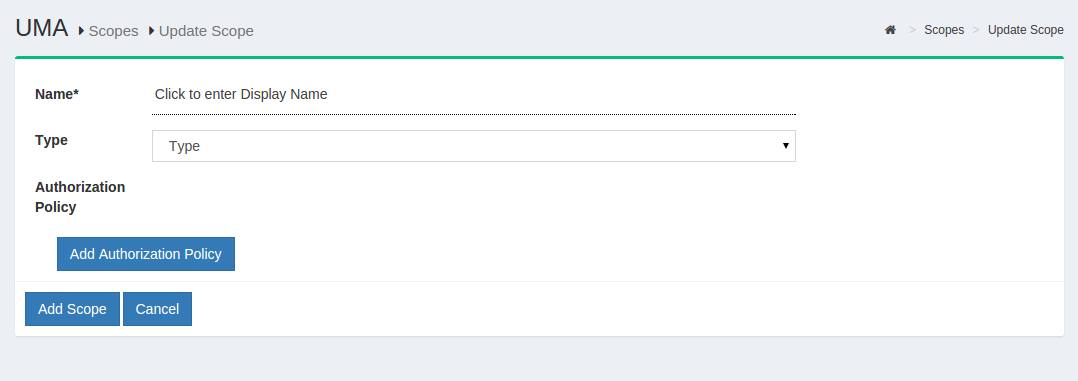 UMA Scopes Update Scope
> Scopes > Update Scope
Name* Click to enter Display Name
Type Type
Authorization
Policy
Add Authorization Policy
Add Scope Cancel